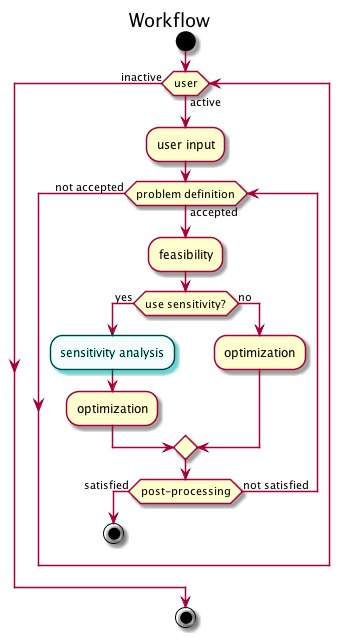 Workflow
inactive
user
active
user input
not accepted
problem definition
accepted
feasibility
yes
use sensitivity?
no
sensitivity analysis
optimization
optimization
satisfied
post-processing
not satisfied